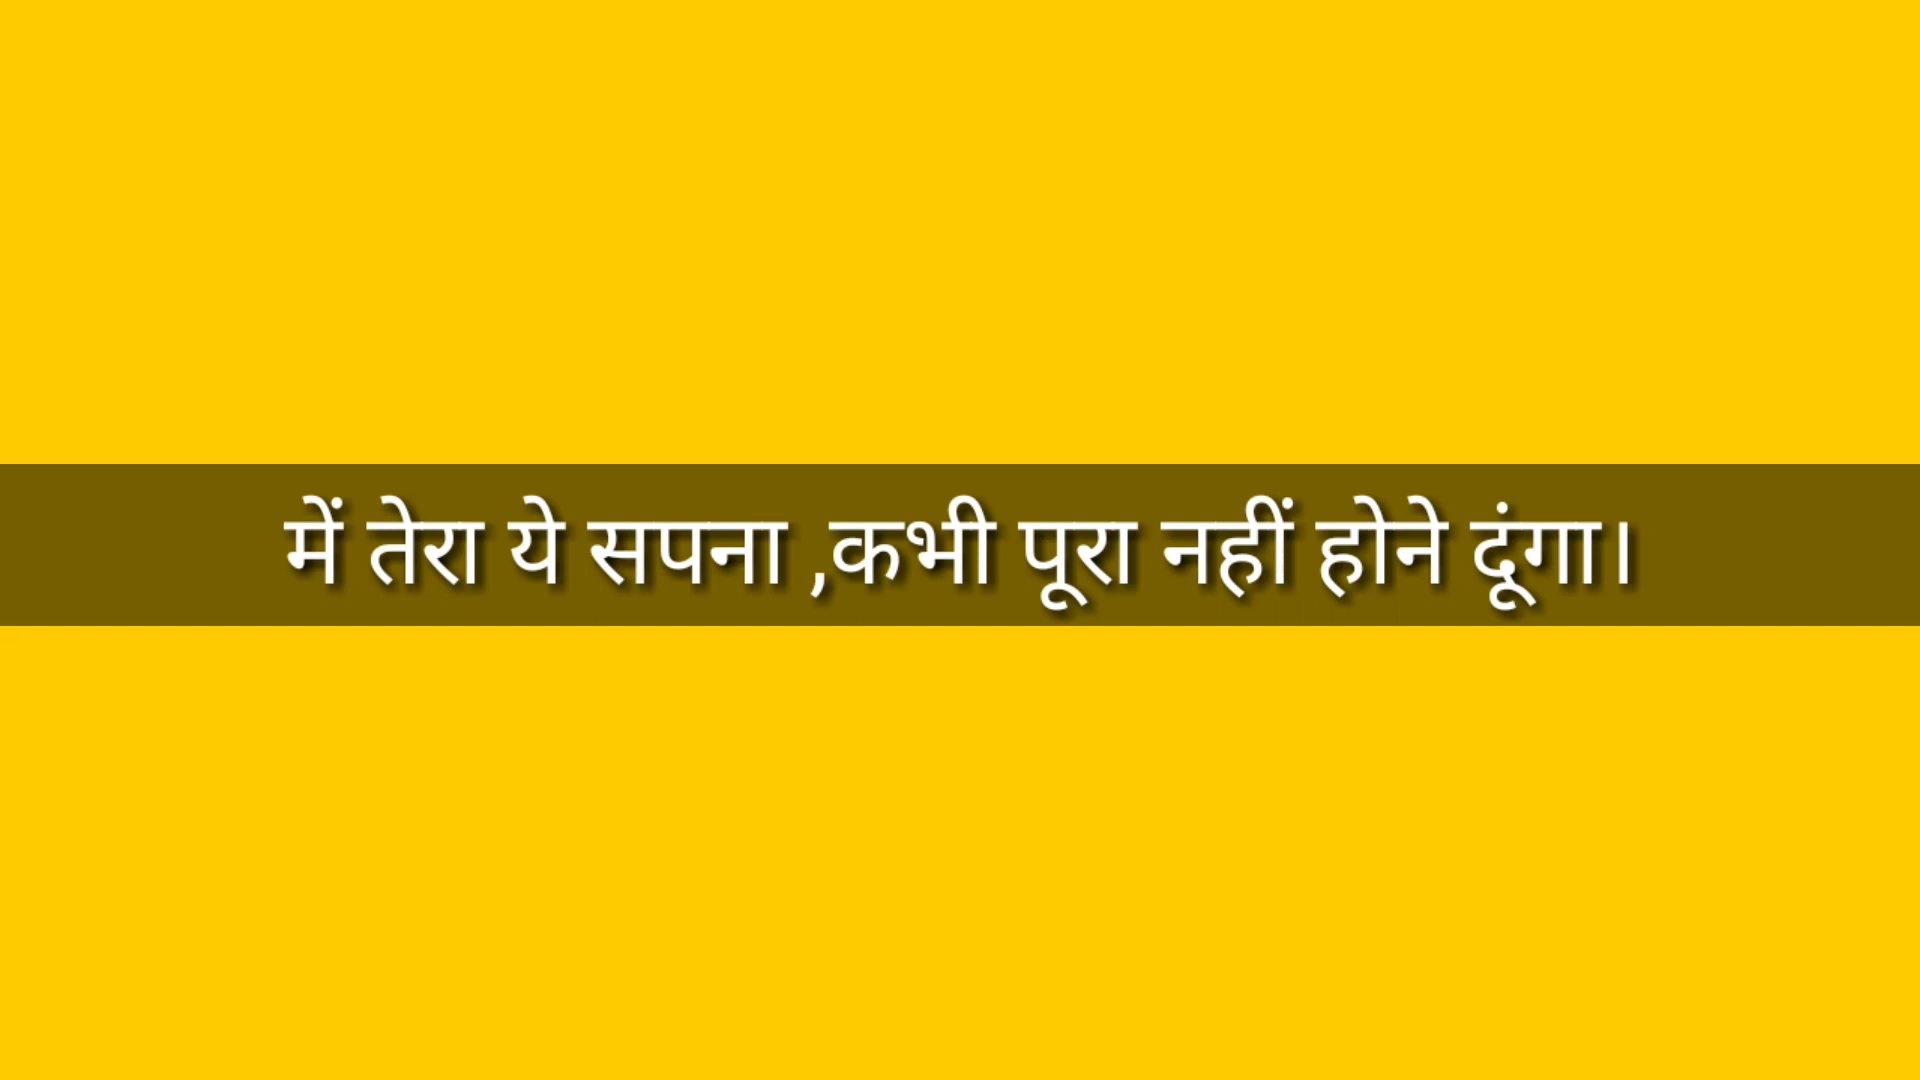 में तेरा ये सपना ,कभी पूरा नहीं होने दूंगा।